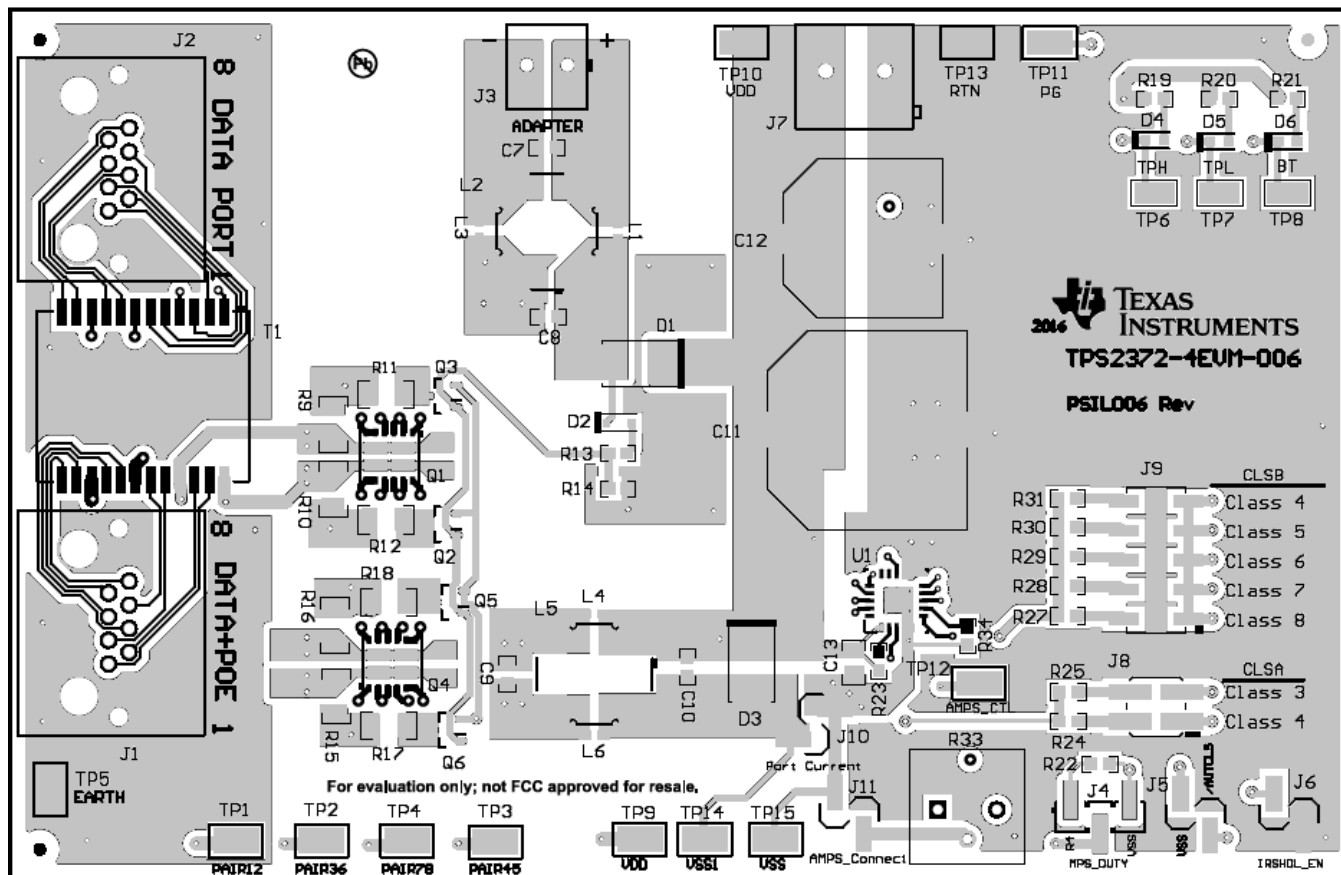 J2
8 DATA PORT 1
Pb
- +
J3
ADAPTER
C7
L2
L3
L1
C8
T1
TP10
VDD
J7
TP13
RTN
TP11
PG
R19
R20
R21
D4
D5
D6
TPH
TPL
BT
TP6
TP7
TP8
C12
D1
2016
TEXAS
INSTRUMENTS
TPS2372-4EVM-006
PSIL006 Rev
R11
Q3
R9
D2
C11
R13
Q1
R14
R10
R12
Q2
J9
CLSB
R31
Class 4
R30
Class 5
R29
Class 6
R28
Class 7
R27
Class 8
U1
R34
R18
R16
Q5
L5
L4
C9
C10
C13
R23
TP12
AMPS_CTL
J8
CLSA
R25
Class 3
R24
Class 4
Q4
8 DATA+POE 1
J1
R15
R17
Q6
L6
D3
J10
Port Current
R33
R22
J4
J5
AUTCLS
J6
J11
TP5
EARTH
For evaluation only; not FCC approved for resale.
TP1
PAIR12
TP2
PAIR36
TP4
PAIR78
TP3
PAIR45
TP9
VDD
TP14
VSS1
TP15
VSS
AMPS_Connect
R4
MPS_DUTY
VSS
VSS
IRSHDL_EN